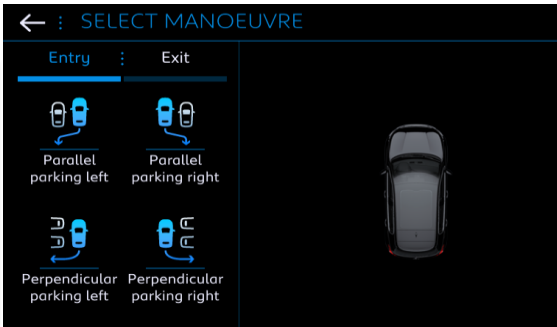 SELECT MANOEUVRE
Entry
Exit
Parallel
parking left
Parallel
parking right
Perpendicular
parking left
Perpendicular
parking right